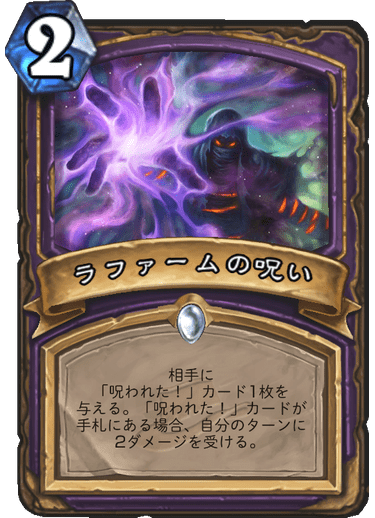 2
ラファームの呪い
相手に
「呪われた！」カード1枚を
与える。「呪われた！」カードが
手札にある場合、自分のターンに
2ダメージを受ける。